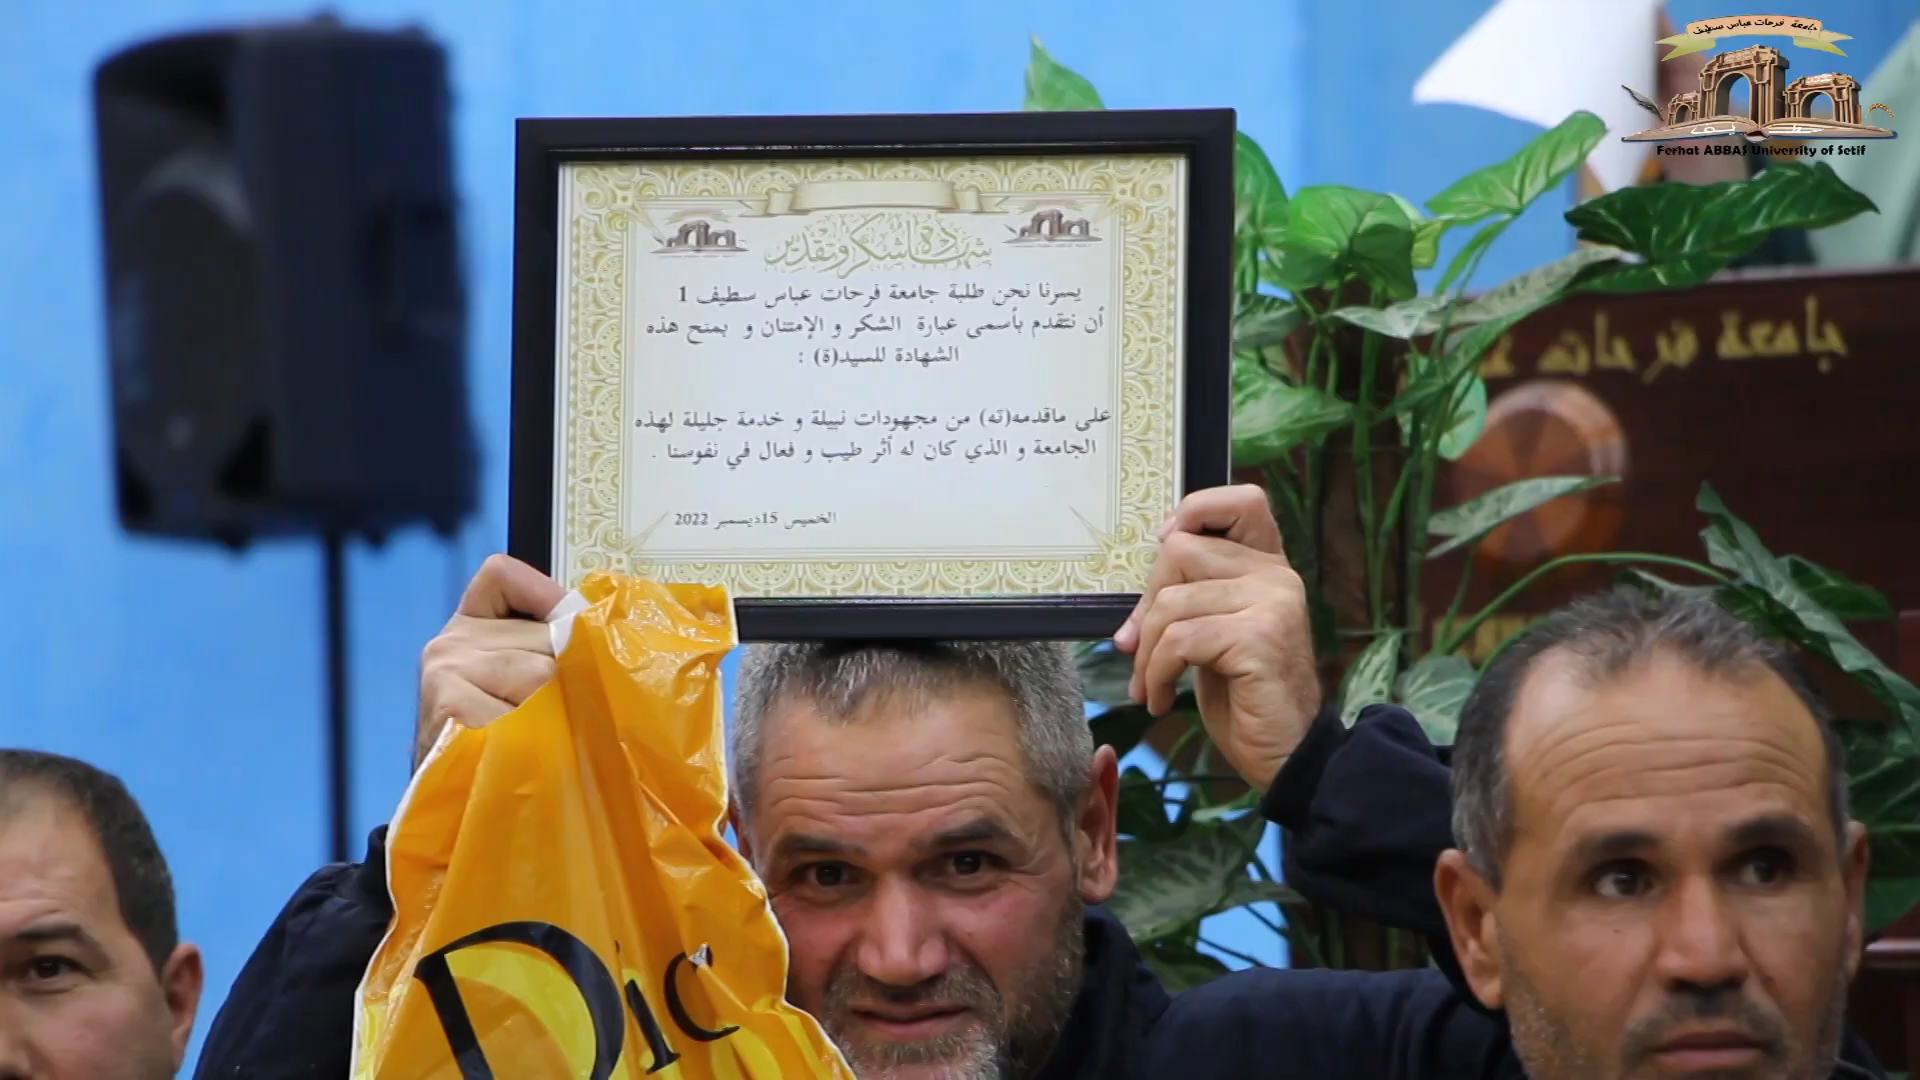 جامعة فرحات عباس سطيف
Ferhat ABBAS University of Setif
شهادة شكر وتقدير
يسرنا نحن طلبة جامعة فرحات عباس سطيف 1
أن نتقدم بأسمى عبارة الشكر و الإمتنان و بمنح هذه
الشهادة للسيد(ة) :
على ماقدمه(ته) من مجهودات نبيلة و خدمة جليلة لهذه
الجامعة و الذي كان له أثر طيب و فعال في نفوسنا .
الخميس 15ديسمبر 2022
جامعة فرحات